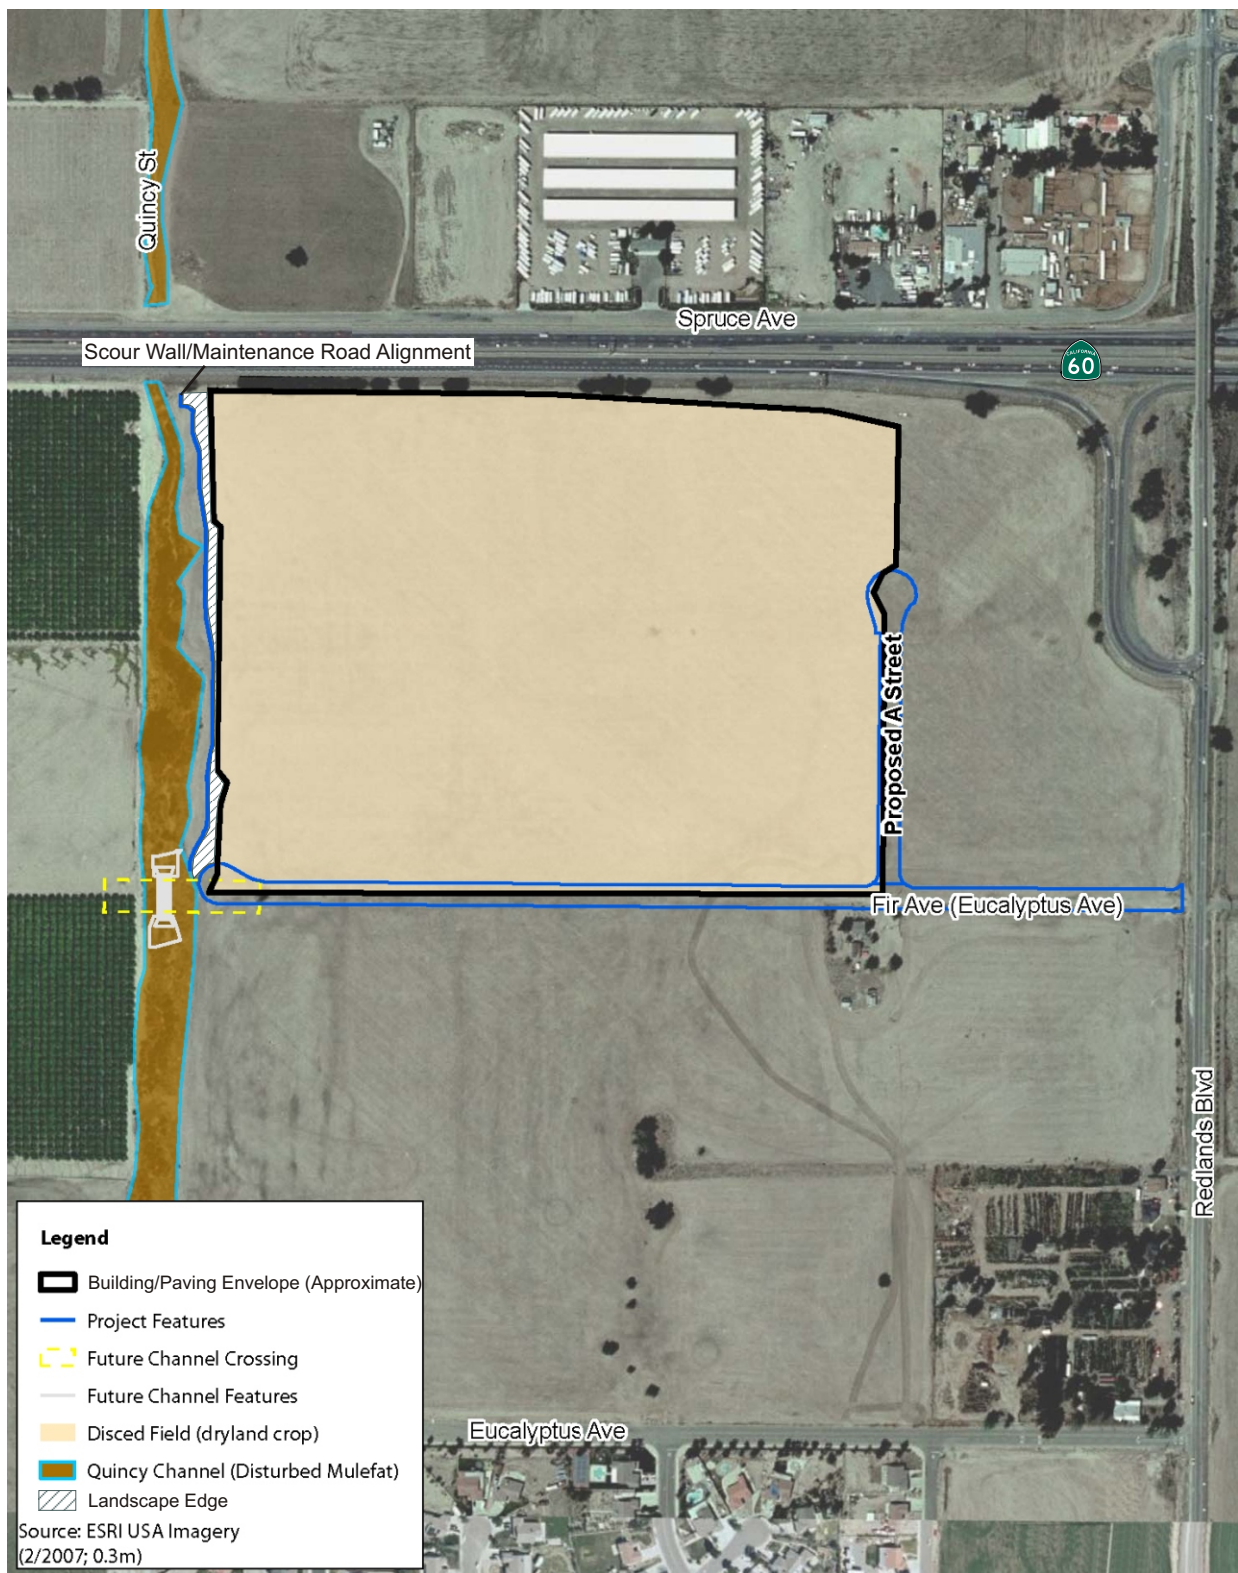 Quincy St
Spruce Ave
Scour Wall/Maintenance Road Alignment
CALIFORNIA
60
Proposed A Street
Fir Ave (Eucalyptus Ave)
Redlands Blvd
Eucalyptus Ave
Legend
Building/Paving Envelope (Approximate)
Project Features
Future Channel Crossing
Future Channel Features
Disced Field (dryland crop)
Quincy Channel (Disturbed Mulefat)
Landscape Edge
Source: ESRI USA Imagery
(2/2007; 0.3m)